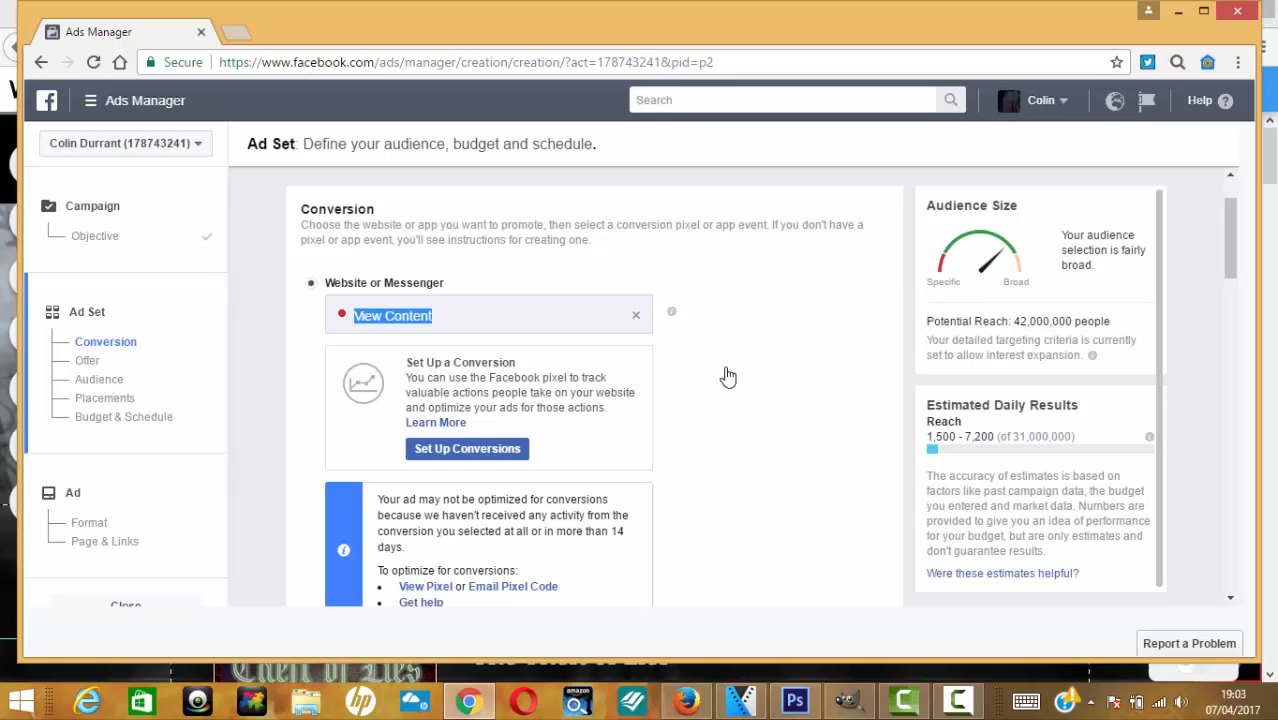 Ads Manager
Secure https://www.facebook.com/ads/manager/creation/creation/?act=178743241&pid=p2
Ads Manager
Search
Colin
Help
Colin Durrant (178743241)
Ad Set: Define your audience, budget and schedule.
Campaign
Objective
Ad Set
Conversion
Offer
Audience
Placements
Budget & Schedule
Ad
Format
Page & Links
Close
Conversion
Choose the website or app you want to promote, then select a conversion pixel or app event. If you don't have a
pixel or app event, you'll see instructions for creating one.
Website or Messenger
View Content
Set Up a Conversion
You can use the Facebook pixel to track
valuable actions people take on your website
and optimize your ads for those actions.
Learn More
Set Up Conversions
Your ad may not be optimized for conversions
because we haven't received any activity from the
conversion you selected at all or in more than 14
days.
To optimize for conversions:
• View Pixel or Email Pixel Code
• Get help
Audience Size
Your audience
selection is fairly
broad.
Specific
Broad
Potential Reach: 42,000,000 people
Your detailed targeting criteria is currently
set to allow interest expansion.
Estimated Daily Results
Reach
1,500 - 7,200 (of 31,000,000)
The accuracy of estimates is based on
factors like past campaign data, the budget
you entered and market data. Numbers are
provided to give you an idea of performance
for your budget, but are only estimates and
don't guarantee results.
Were these estimates helpful?
Report a Problem
hp
amazon
Ps
19:03
07/04/2017